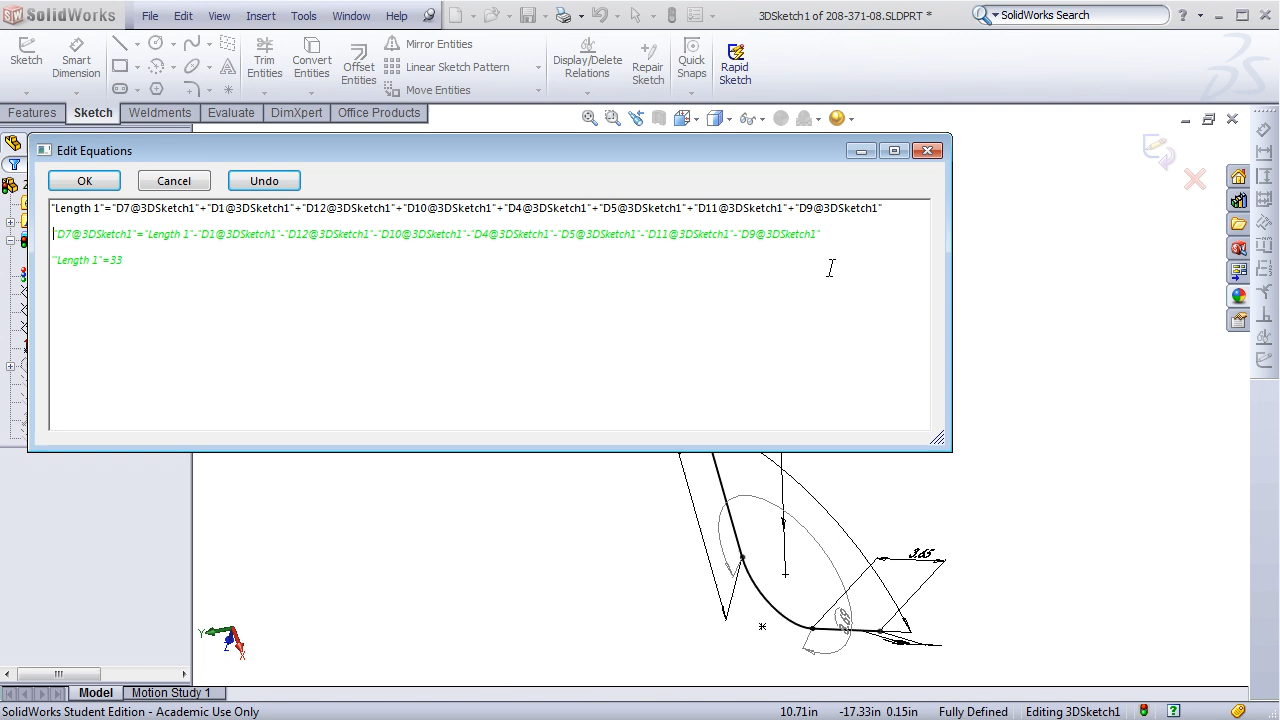 SolidWorks File Edit View Insert Tools Window Help 3DSketch1 of 208-371-08.SLDPRT * SolidWorks Search ?
Sketch Smart Dimension Trim Entities Convert Entities Offset Entities Mirror Entities Linear Sketch Pattern Move Entities Display/Delete Relations Repair Sketch Quick Snaps Rapid Sketch
Features Sketch Weldments Evaluate DimXpert Office Products
Edit Equations
OK Cancel Undo
"Length 1"="D7@3DSketch1"+"D1@3DSketch1"+"D12@3DSketch1"+"D10@3DSketch1"+"D4@3DSketch1"+"D5@3DSketch1"+"D11@3DSketch1"+"D9@3DSketch1"
'"D7@3DSketch1"="Length 1"-"D1@3DSketch1"-"D12@3DSketch1"-"D10@3DSketch1"-"D4@3DSketch1"-"D5@3DSketch1"-"D11@3DSketch1"-"D9@3DSketch1"
'"Length 1"=33
3.65
Y Z X
Model Motion Study 1
SolidWorks Student Edition - Academic Use Only 10.71in -17.33in 0.15in Fully Defined Editing 3DSketch1